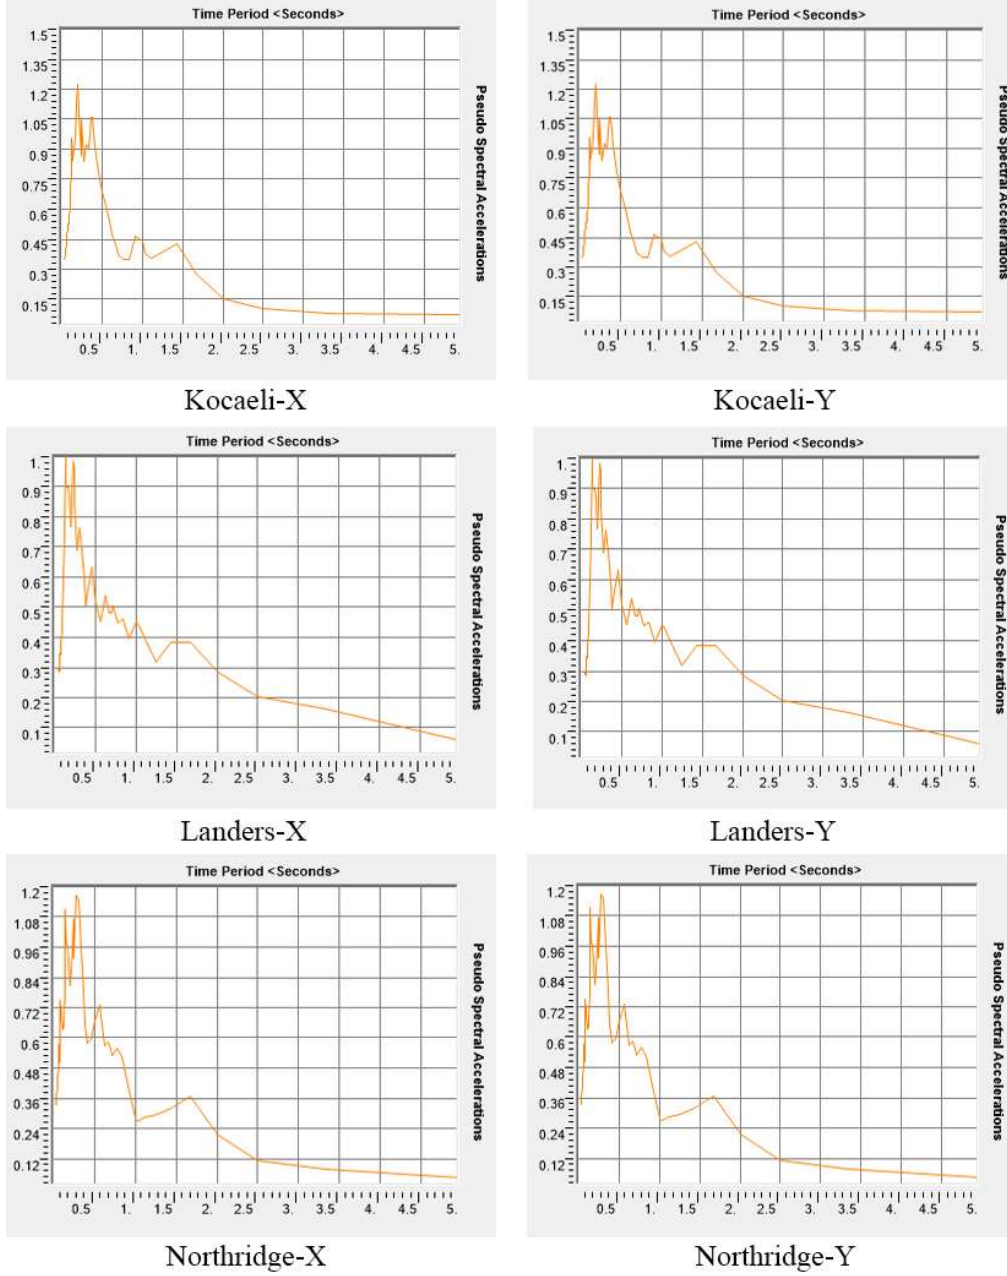 Time Period <Seconds>
1.5
1.35
1.2
1.05
0.9
0.75
0.6
0.45
0.3
0.15
0.5 1. 1.5 2. 2.5 3. 3.5 4. 4.5 5.
Pseudo Spectral Accelerations
Kocaeli-X
Time Period <Seconds>
1.5
1.35
1.2
1.05
0.9
0.75
0.6
0.45
0.3
0.15
0.5 1. 1.5 2. 2.5 3. 3.5 4. 4.5 5.
Pseudo Spectral Accelerations
Kocaeli-Y
Time Period <Seconds>
1.
0.9
0.8
0.7
0.6
0.5
0.4
0.3
0.2
0.1
0.5 1. 1.5 2. 2.5 3. 3.5 4. 4.5 5.
Pseudo Spectral Accelerations
Landers-X
Time Period <Seconds>
1.
0.9
0.8
0.7
0.6
0.5
0.4
0.3
0.2
0.1
0.5 1. 1.5 2. 2.5 3. 3.5 4. 4.5 5.
Pseudo Spectral Accelerations
Landers-Y
Time Period <Seconds>
1.2
1.08
0.96
0.84
0.72
0.6
0.48
0.36
0.24
0.12
0.5 1. 1.5 2. 2.5 3. 3.5 4. 4.5 5.
Pseudo Spectral Accelerations
Northridge-X
Time Period <Seconds>
1.2
1.08
0.96
0.84
0.72
0.6
0.48
0.36
0.24
0.12
0.5 1. 1.5 2. 2.5 3. 3.5 4. 4.5 5.
Pseudo Spectral Accelerations
Northridge-Y